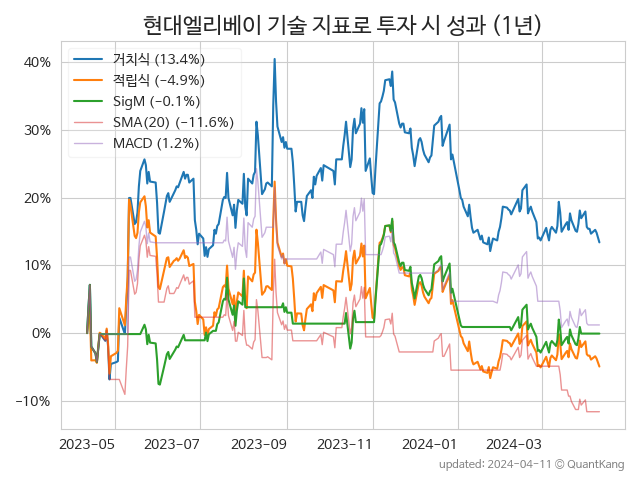 현대엘리베이 기술 지표로 투자 시 성과 (1년)
거치식 (13.4%)
적립식 (−4.9%)
SigM (−0.1%)
SMA(20) (−11.6%)
MACD (1.2%)
40%
30%
20%
10%
0%
−10%
2023-05 2023-07 2023-09 2023-11 2024-01 2024-03
updated: 2024-04-11 © QuantKang